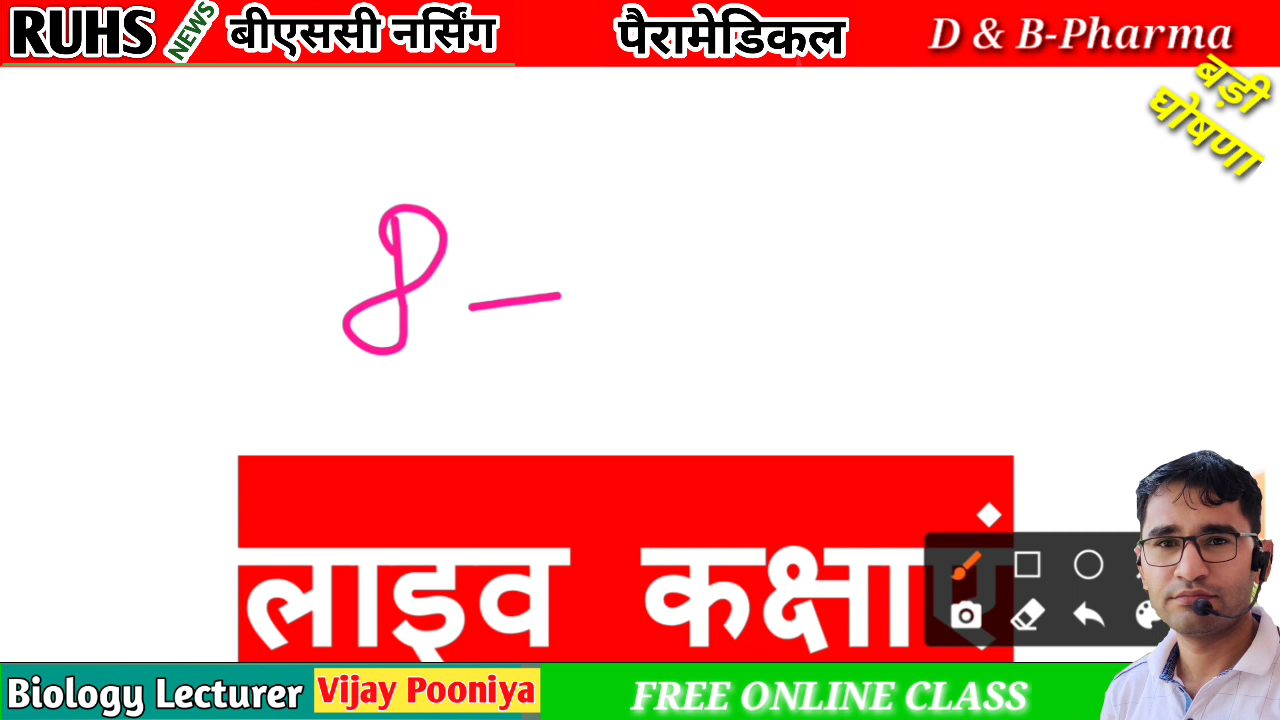 RUHS NEWS बीएससी नर्सिंग पैरामेडिकल D & B-Pharma
बड़ी
घोषणा
8 –
लाइव कक्षाएं
Biology Lecturer Vijay Pooniya FREE ONLINE CLASS